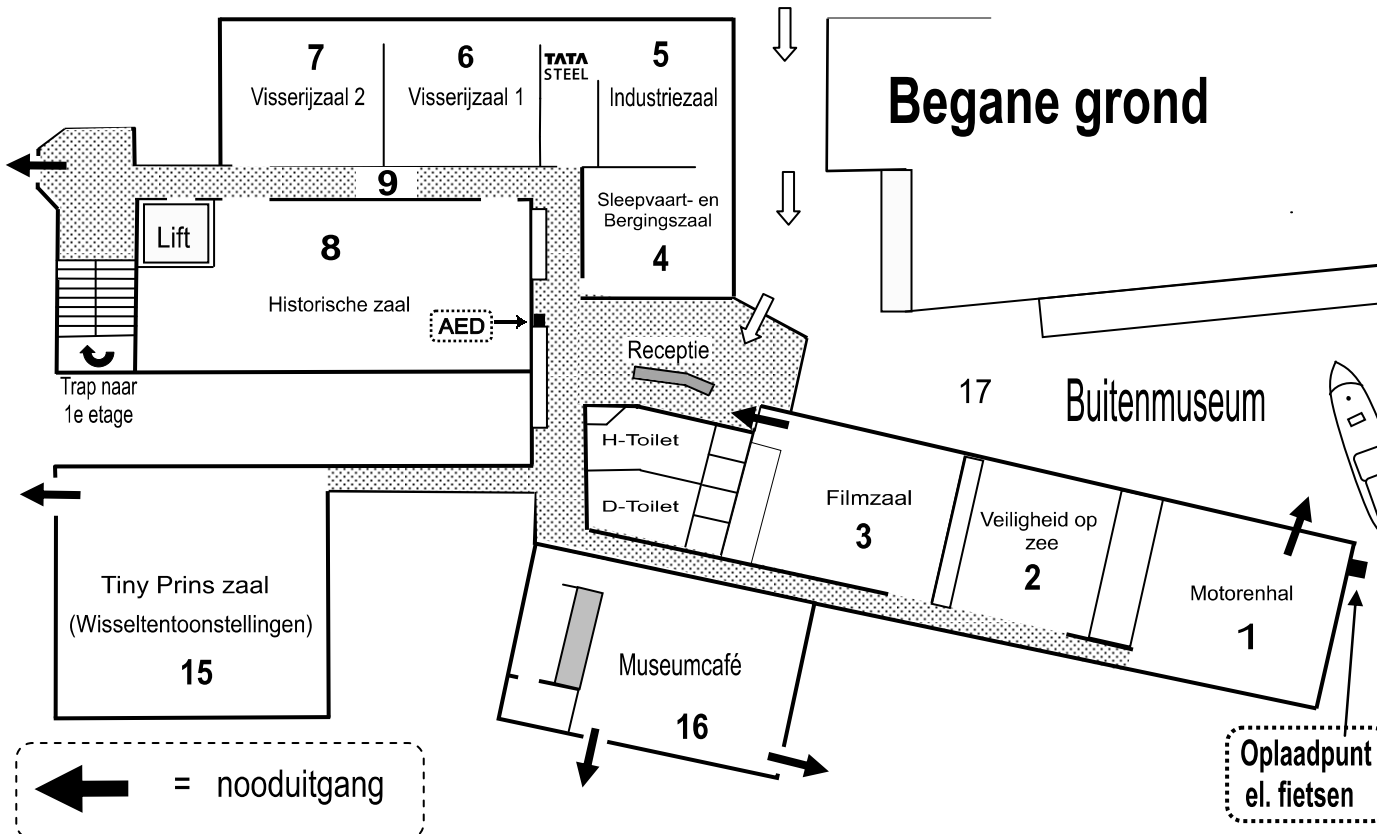 7
Visserijzaal 2
6
Visserijzaal 1
TATA
STEEL
5
Industriezaal
Begane grond
9
Sleepvaart- en
Bergingszaal
4
Lift
8
Historische zaal
AED
Receptie
Trap naar
1e etage
17
Buitenmuseum
H-Toilet
D-Toilet
Filmzaal
3
Veiligheid op
zee
2
Motorenhal
1
Tiny Prins zaal
(Wisseltentoonstellingen)
15
Museumcafé
16
= nooduitgang
Oplaadpunt
el. fietsen